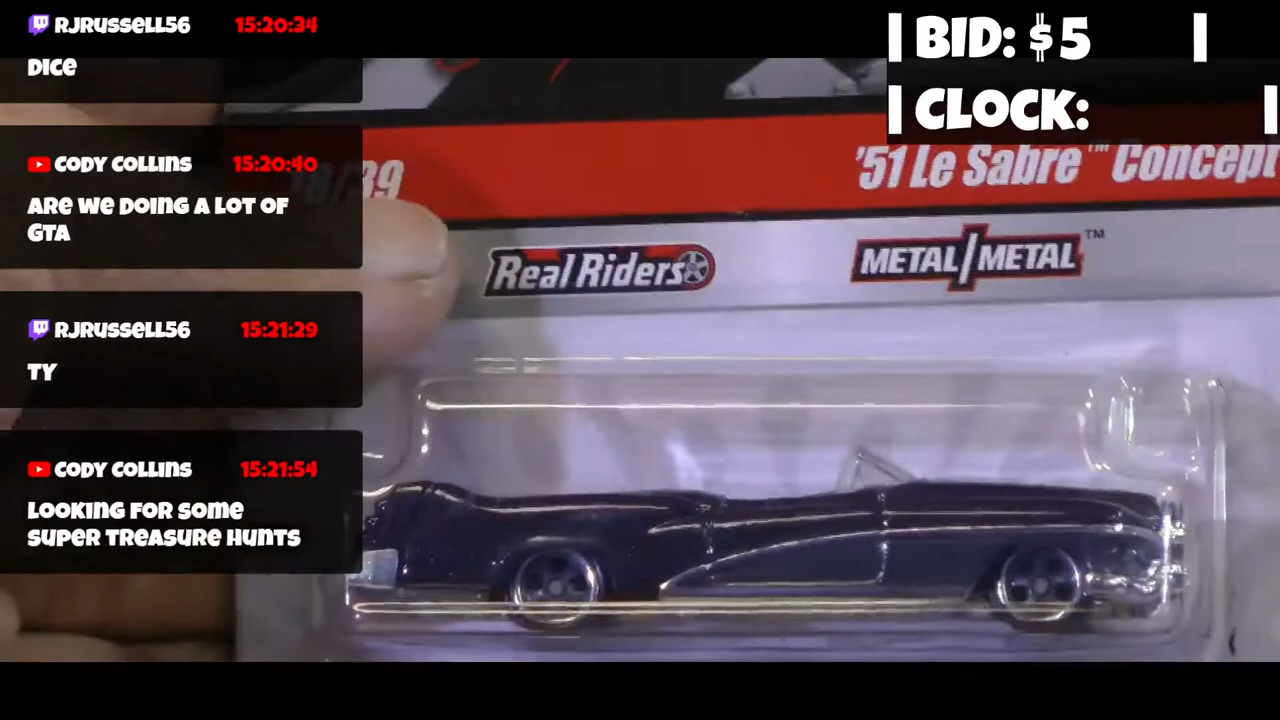 RJRussell56 15:20:34
DICE
Cody Collins 15:20:40
ARE WE DOING A LOT OF
GTA
RJRussell56 15:21:29
TY
Cody Collins 15:21:54
LOOKING FOR SOME
SUPER TREASURE HUNTS
| BID: $5 |
| CLOCK: |
/39
'51 Le Sabre™ Concept
Real Riders
METAL/METAL™